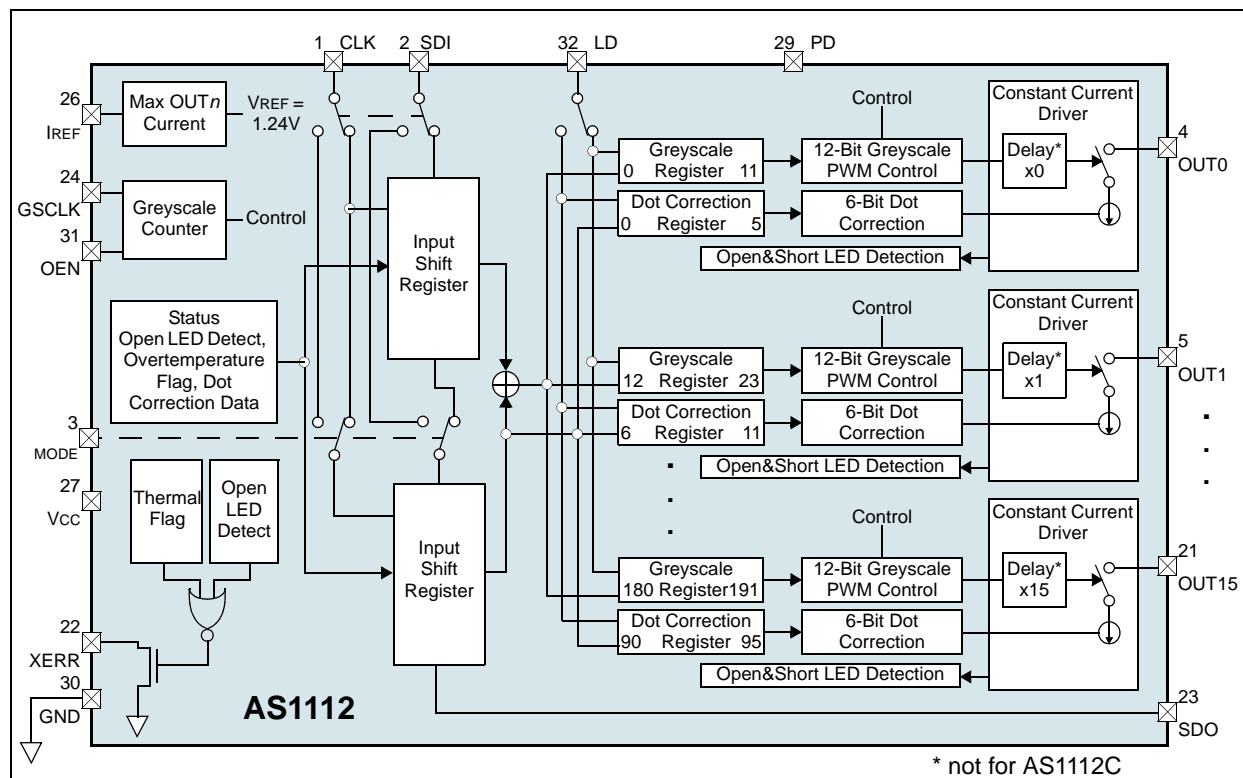 1 CLK
2 SDI
32 LD
29 PD
26
IREF
Max OUTn
Current
VREF =
1.24V
24
GSCLK
31
OEN
Greyscale
Counter
Control
Status
Open LED Detect,
Overtemperature
Flag, Dot
Correction Data
3
MODE
27
VCC
Thermal
Flag
Open
LED
Detect
22
XERR
30
GND
AS1112
Input
Shift
Register
Input
Shift
Register
Control
Greyscale
0 Register 11
12-Bit Greyscale
PWM Control
Dot Correction
0 Register 5
6-Bit Dot
Correction
Open&Short LED Detection
Constant Current
Driver
Delay*
x0
4
OUT0
Control
Greyscale
12 Register 23
12-Bit Greyscale
PWM Control
Dot Correction
6 Register 11
6-Bit Dot
Correction
Open&Short LED Detection
Constant Current
Driver
Delay*
x1
5
OUT1
Control
Greyscale
180 Register191
12-Bit Greyscale
PWM Control
Dot Correction
90 Register 95
6-Bit Dot
Correction
Open&Short LED Detection
Constant Current
Driver
Delay*
x15
21
OUT15
23
SDO
* not for AS1112C